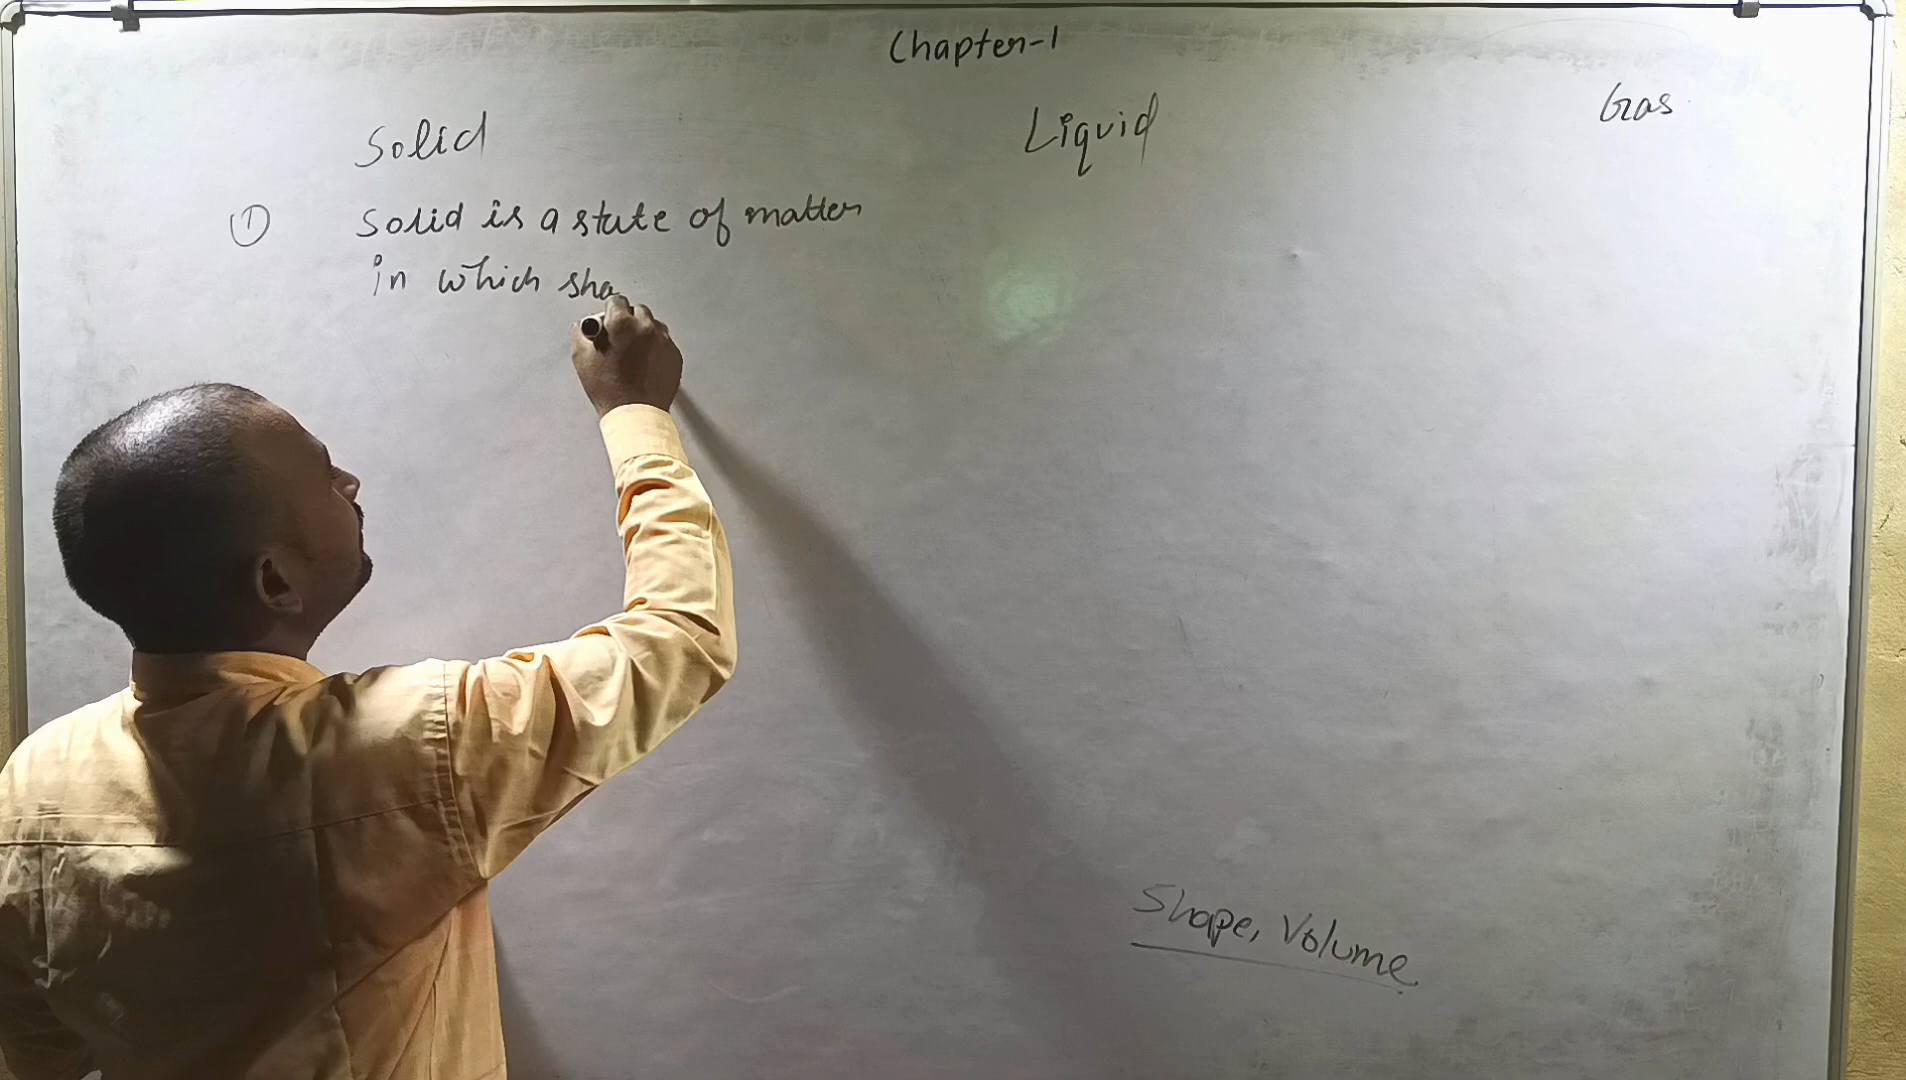 Chapter-1
Solid
Liquid
Gas
① Solid is a state of matter
in which sha
Shape, Volume